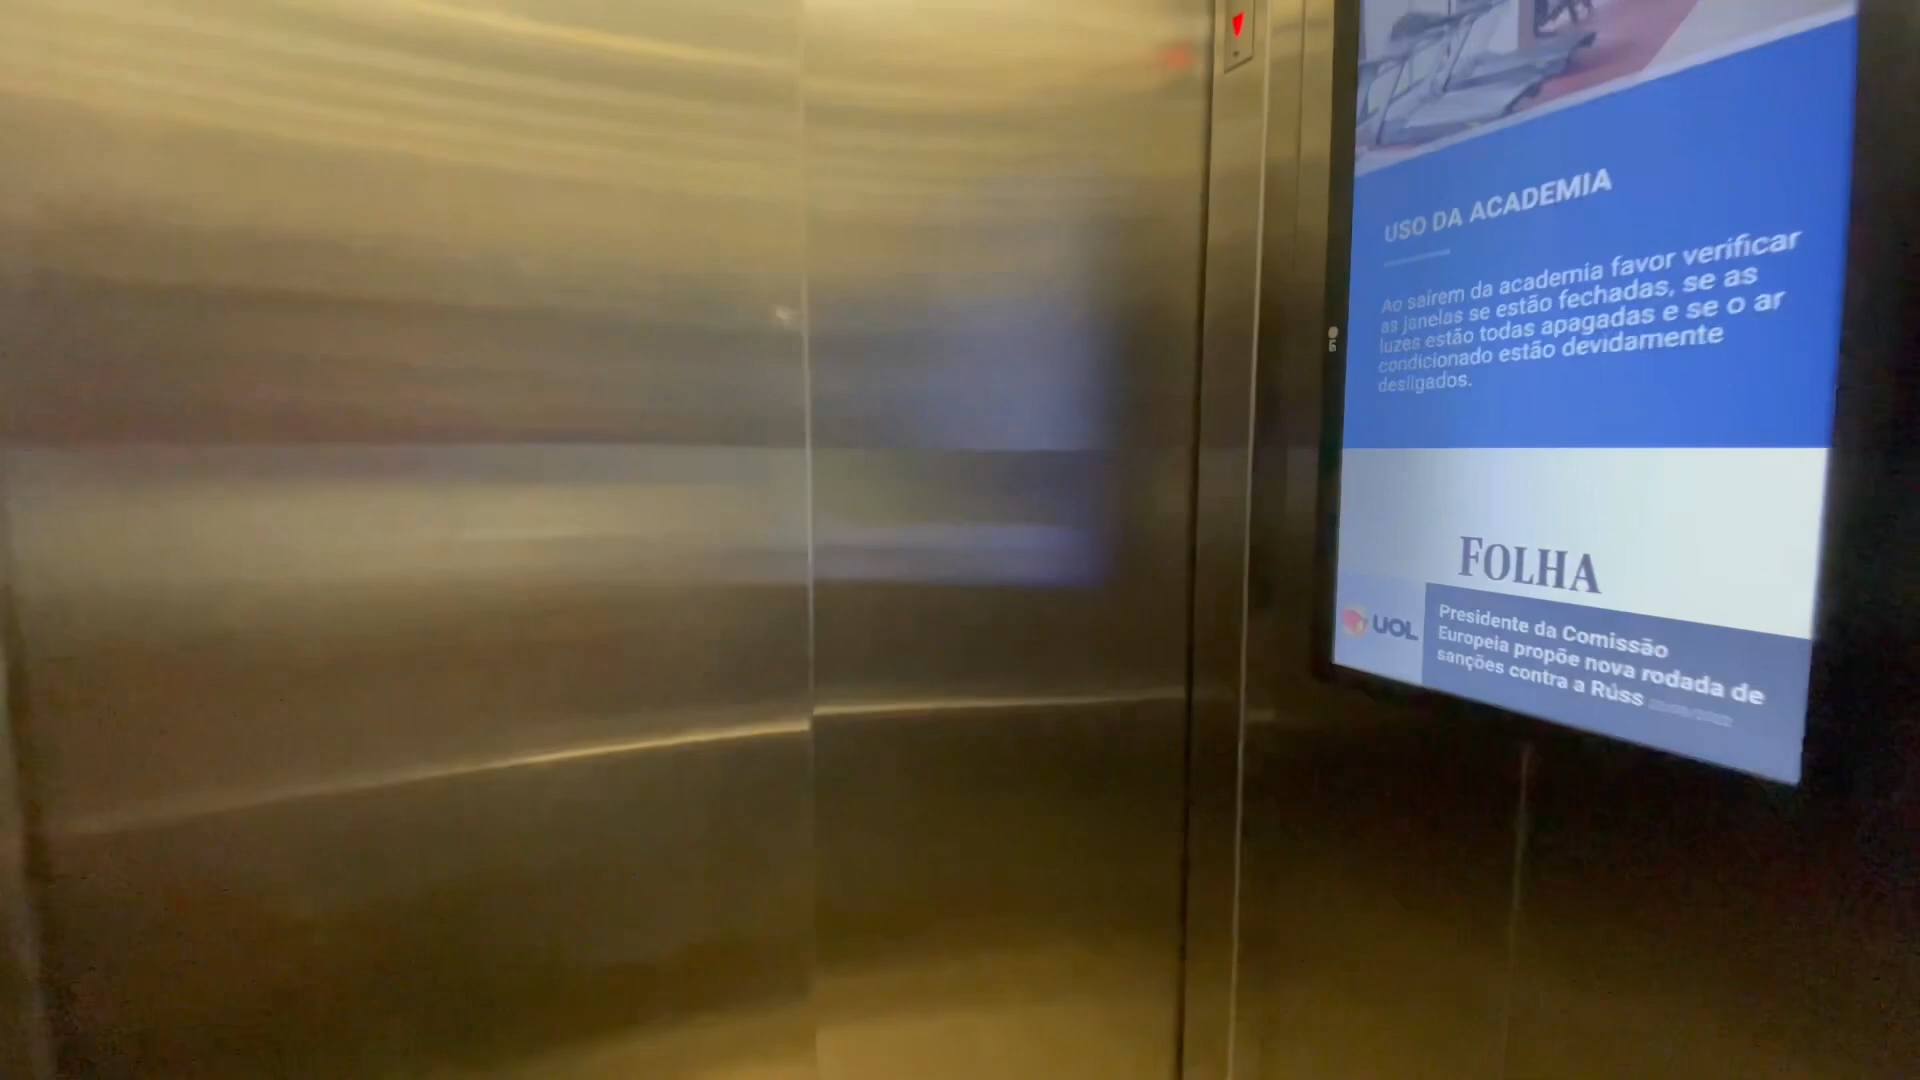 USO DA ACADEMIA
Ao saírem da academia favor verificar
as janelas se estão fechadas, se as
luzes estão todas apagadas e se o ar
condicionado estão devidamente
desligados.
FOLHA
UOL
Presidente da Comissão
Europeia propõe nova rodada de
sanções contra a Rúss